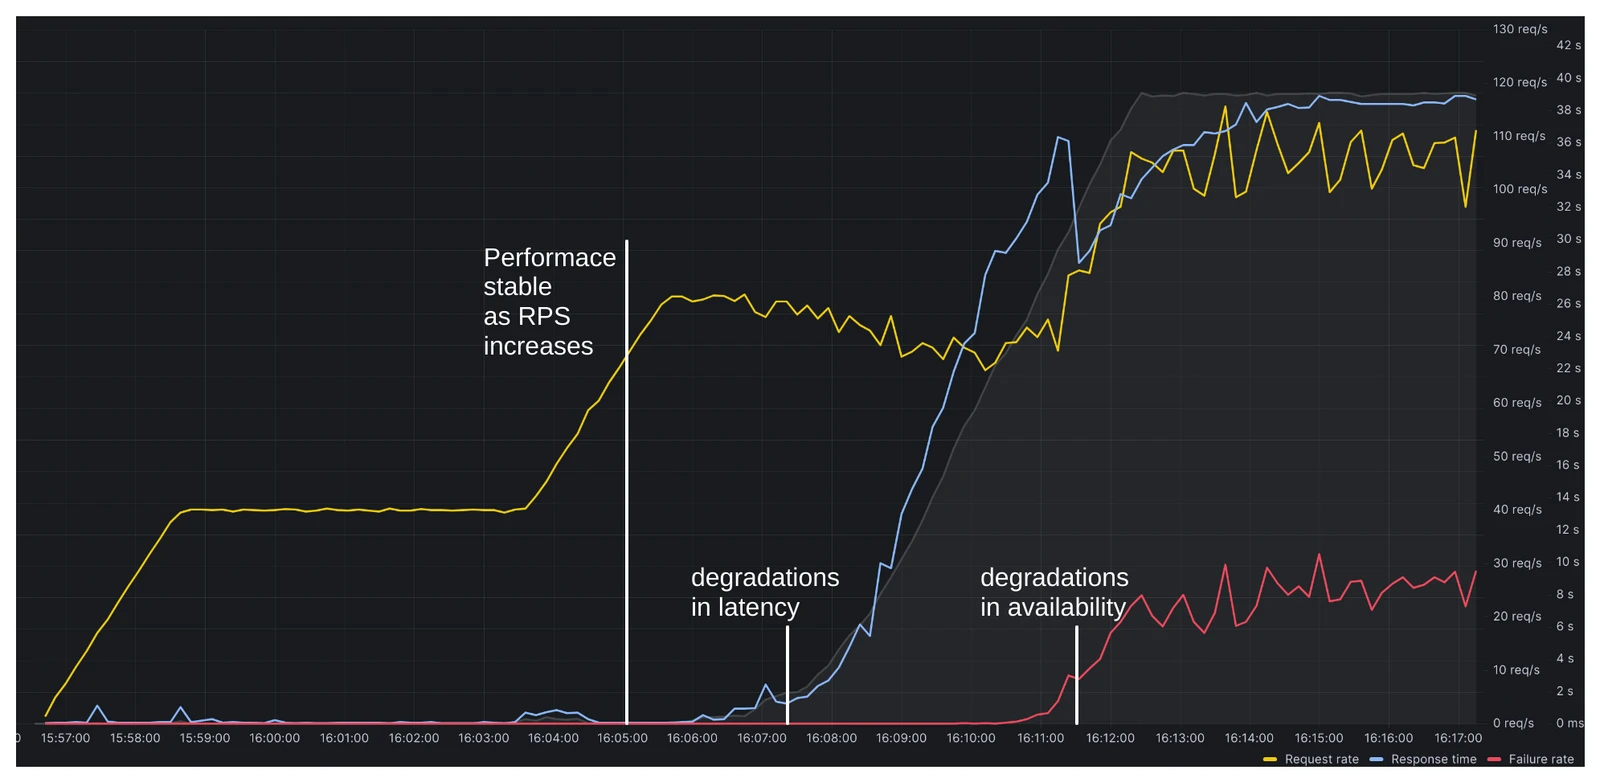 130 req/s
42 s
40 s
120 req/s
38 s
110 req/s
36 s
34 s
100 req/s
32 s
30 s
90 req/s
28 s
80 req/s
26 s
24 s
70 req/s
22 s
60 req/s
20 s
18 s
50 req/s
16 s
14 s
40 req/s
12 s
10 s
30 req/s
8 s
20 req/s
6 s
4 s
10 req/s
2 s
0 req/s
0 ms
Performace
stable
as RPS
increases
degradations
in latency
degradations
in availability
0 15:57:00 15:58:00 15:59:00 16:00:00 16:01:00 16:02:00 16:03:00 16:04:00 16:05:00 16:06:00 16:07:00 16:08:00 16:09:00 16:10:00 16:11:00 16:12:00 16:13:00 16:14:00 16:15:00 16:16:00 16:17:00
Request rate Response time Failure rate